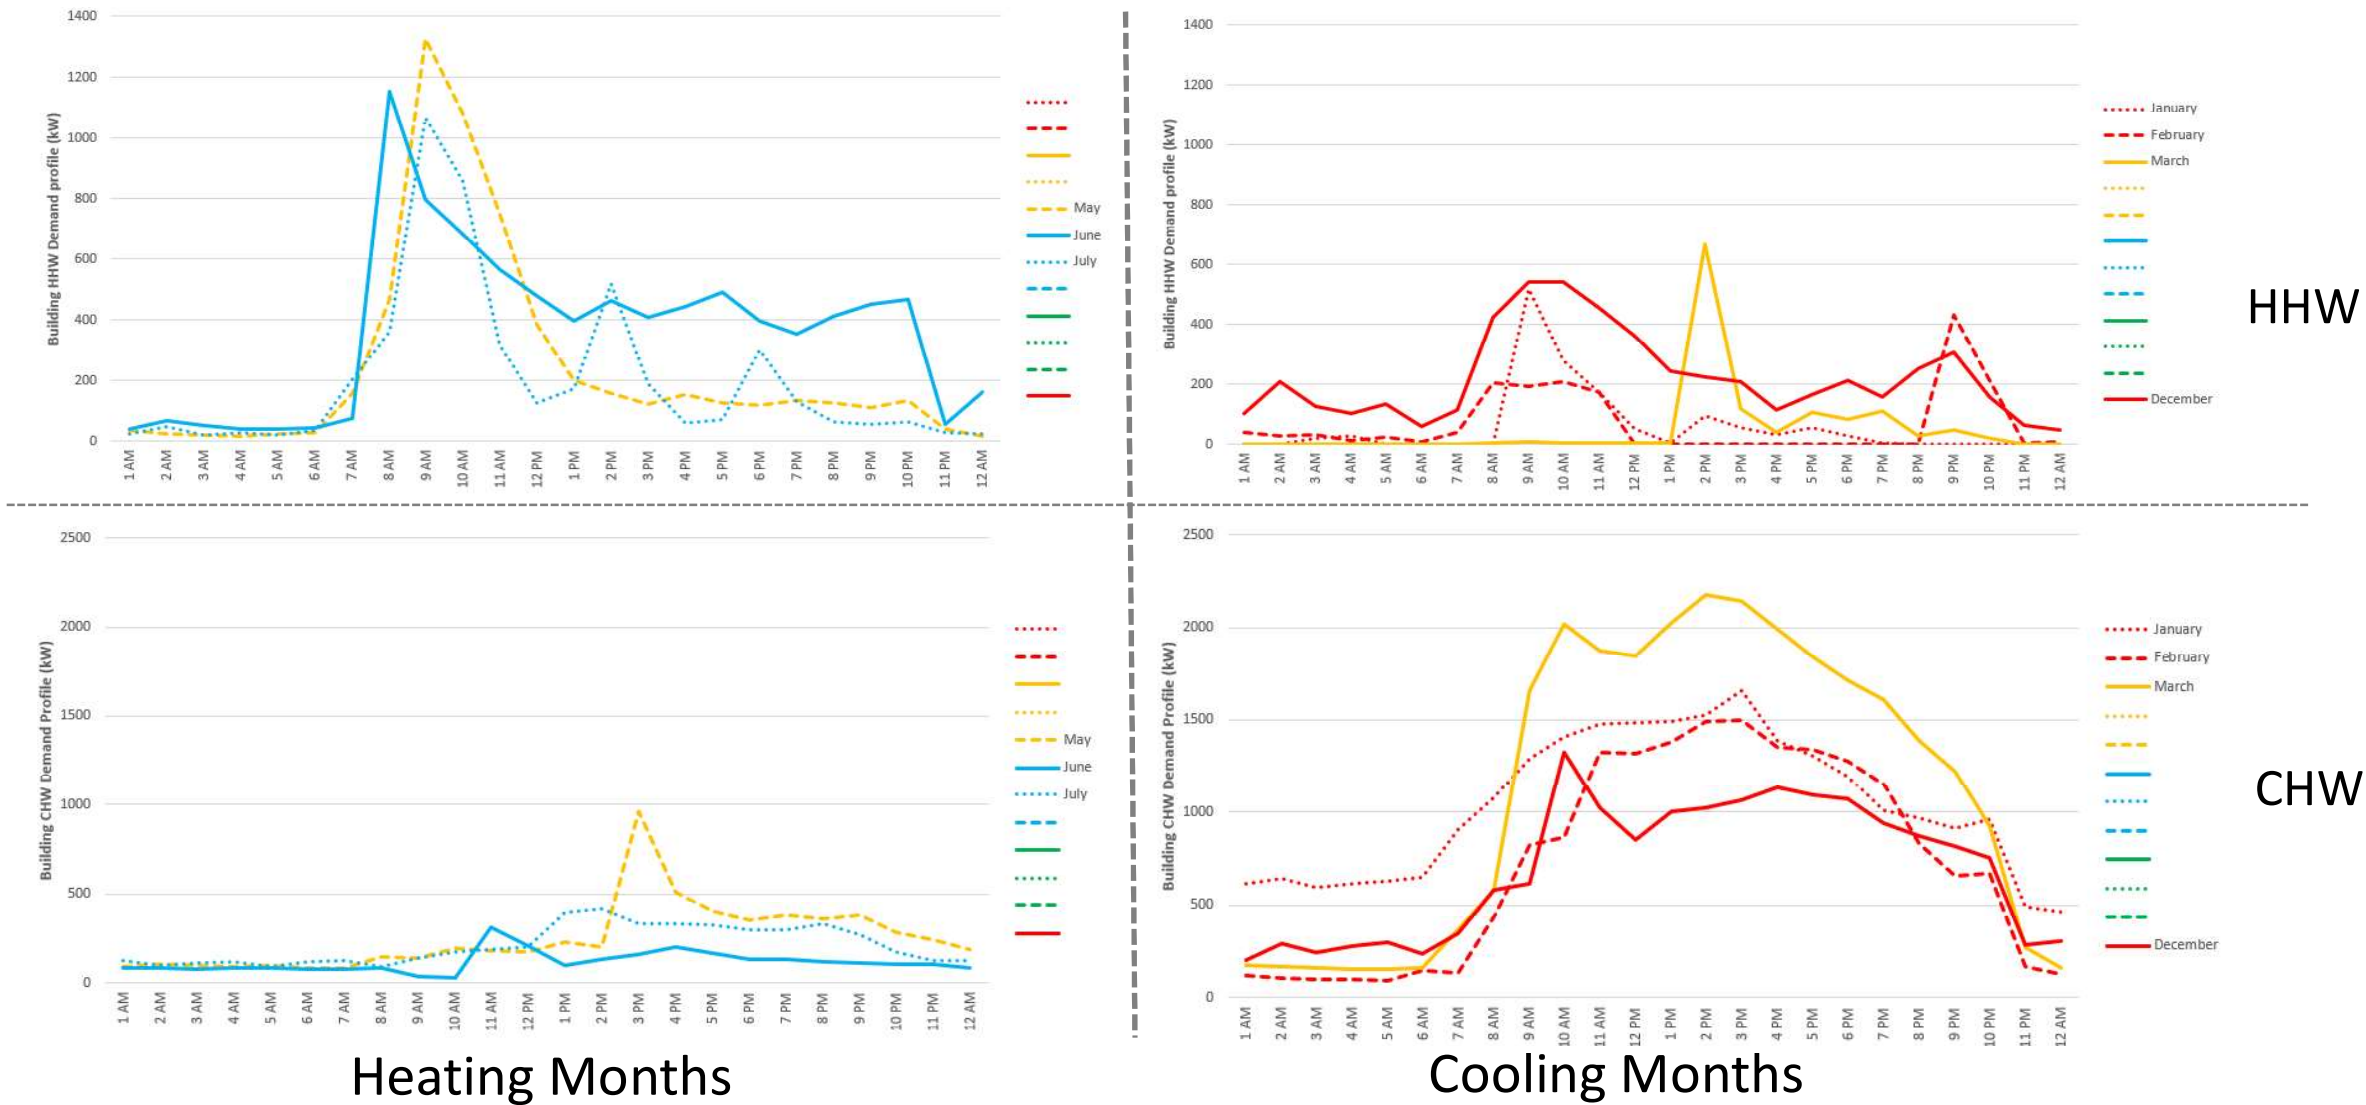 Building HHW Demand profile (kW)
1400
1200
1000
800
600
400
200
0
1 AM
2 AM
3 AM
4 AM
5 AM
6 AM
7 AM
8 AM
9 AM
10 AM
11 AM
12 PM
1 PM
2 PM
3 PM
4 PM
5 PM
6 PM
7 PM
8 PM
9 PM
10 PM
11 PM
12 AM
May
June
July
Building HHW Demand profile (kW)
1400
1200
1000
800
600
400
200
0
1 AM
2 AM
3 AM
4 AM
5 AM
6 AM
7 AM
8 AM
9 AM
10 AM
11 AM
12 PM
1 PM
2 PM
3 PM
4 PM
5 PM
6 PM
7 PM
8 PM
9 PM
10 PM
11 PM
12 AM
January
February
March
December
HHW
Building CHW Demand Profile (kW)
2500
2000
1500
1000
500
0
1 AM
2 AM
3 AM
4 AM
5 AM
6 AM
7 AM
8 AM
9 AM
10 AM
11 AM
12 PM
1 PM
2 PM
3 PM
4 PM
5 PM
6 PM
7 PM
8 PM
9 PM
10 PM
11 PM
12 AM
May
June
July
Building CHW Demand Profile (kW)
2500
2000
1500
1000
500
0
1 AM
2 AM
3 AM
4 AM
5 AM
6 AM
7 AM
8 AM
9 AM
10 AM
11 AM
12 PM
1 PM
2 PM
3 PM
4 PM
5 PM
6 PM
7 PM
8 PM
9 PM
10 PM
11 PM
12 AM
January
February
March
December
CHW
Heating Months
Cooling Months